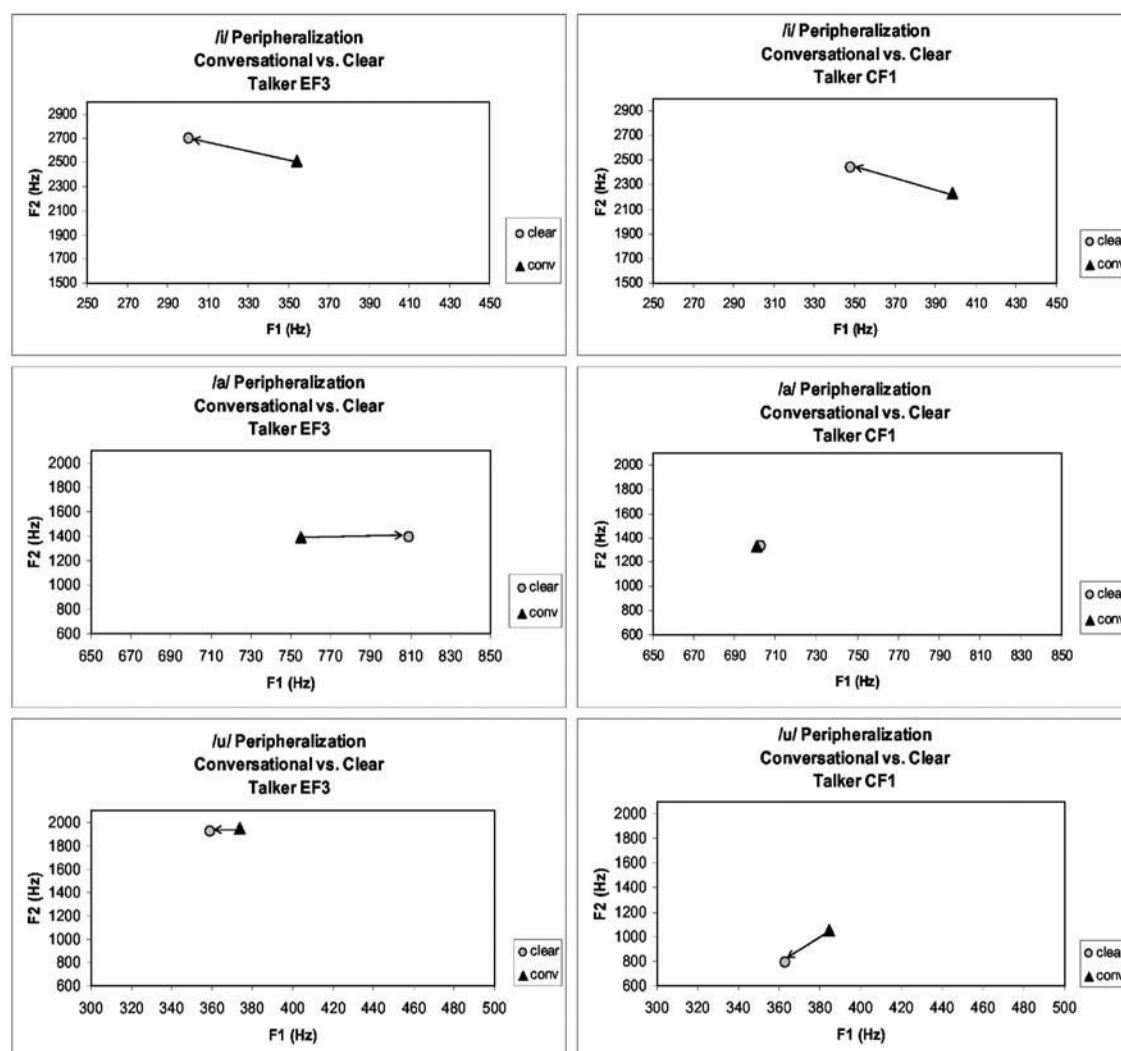 /i/ Peripheralization
Conversational vs. Clear
Talker EF3
F2 (Hz)
2900
2700
2500
2300
2100
1900
1700
1500
250 270 290 310 330 350 370 390 410 430 450
F1 (Hz)
clear
conv
/i/ Peripheralization
Conversational vs. Clear
Talker CF1
F2 (Hz)
2900
2700
2500
2300
2100
1900
1700
1500
250 270 290 310 330 350 370 390 410 430 450
F1 (Hz)
clea
conv
/a/ Peripheralization
Conversational vs. Clear
Talker EF3
F2 (Hz)
2000
1800
1600
1400
1200
1000
800
600
650 670 690 710 730 750 770 790 810 830 850
F1 (Hz)
clear
conv
/a/ Peripheralization
Conversational vs. Clear
Talker CF1
F2 (Hz)
2000
1800
1600
1400
1200
1000
800
600
650 670 690 710 730 750 770 790 810 830 850
F1 (Hz)
clea
conv
/u/ Peripheralization
Conversational vs. Clear
Talker EF3
F2 (Hz)
2000
1800
1600
1400
1200
1000
800
600
300 320 340 360 380 400 420 440 460 480 500
F1 (Hz)
clear
conv
/u/ Peripheralization
Conversational vs. Clear
Talker CF1
F2 (Hz)
2000
1800
1600
1400
1200
1000
800
600
300 320 340 360 380 400 420 440 460 480 500
F1 (Hz)
clea
conv